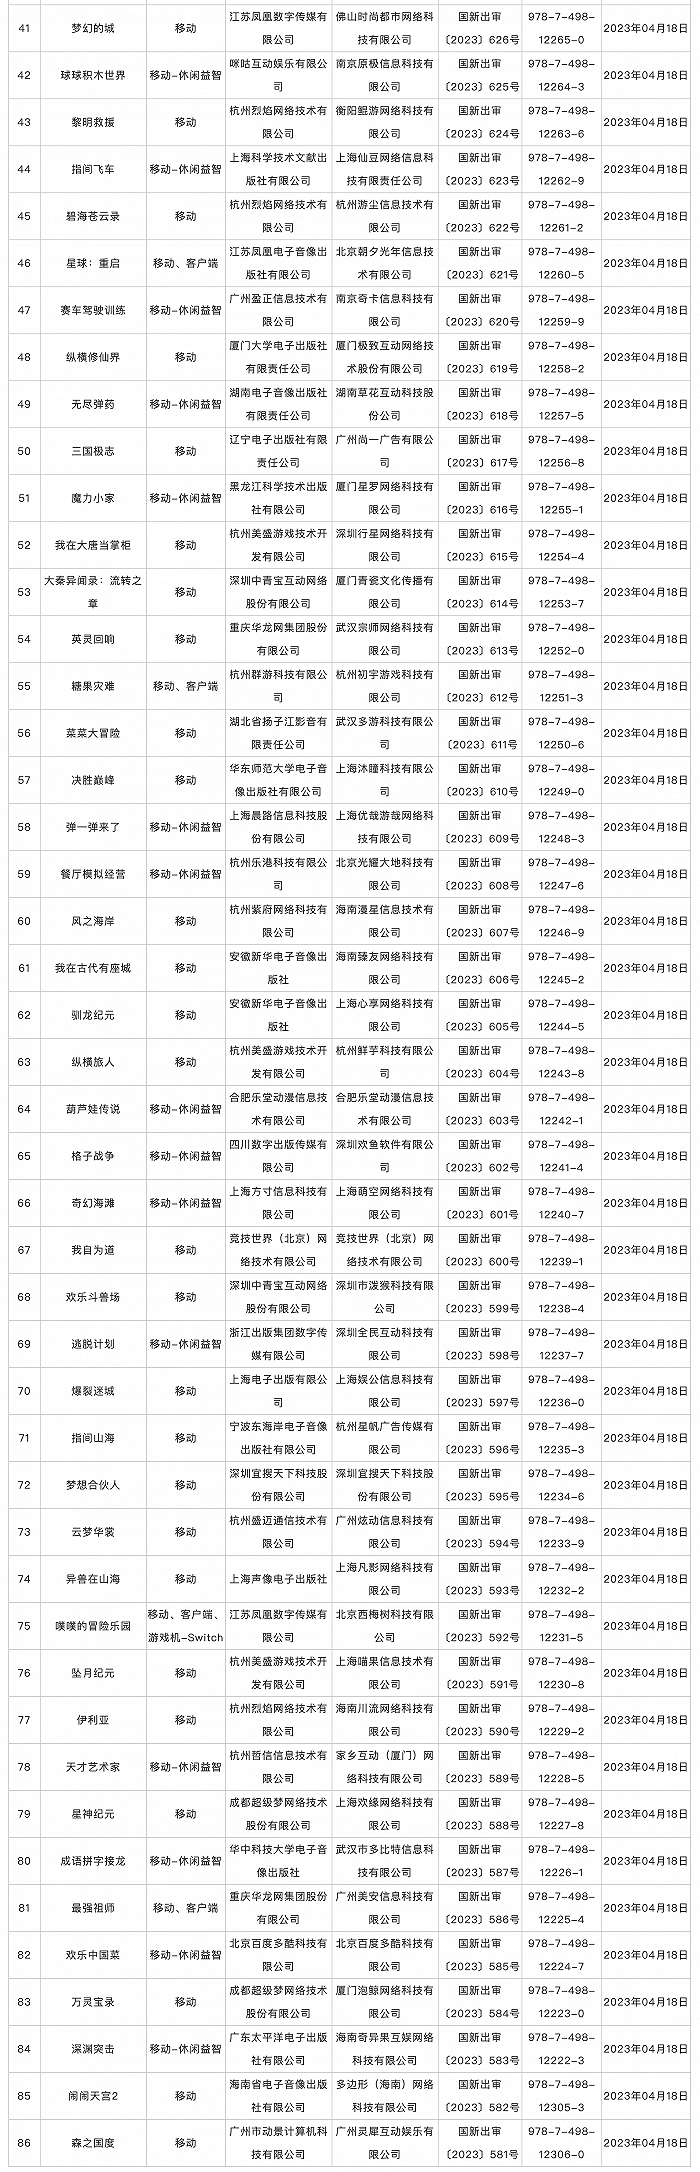 41 梦幻的城 移动 江苏凤凰数字传媒有限公司 佛山时尚都市网络科技有限公司 国新出审〔2023〕626号 978-7-498-12265-0 2023年04月18日
42 球球积木世界 移动-休闲益智 咪咕互动娱乐有限公司 南京原极信息科技有限公司 国新出审〔2023〕625号 978-7-498-12264-3 2023年04月18日
43 黎明救援 移动 杭州烈焰网络技术有限公司 衡阳鲲游网络科技有限公司 国新出审〔2023〕624号 978-7-498-12263-6 2023年04月18日
44 指间飞车 移动-休闲益智 上海科学技术文献出版社有限公司 上海仙豆网络信息科技有限责任公司 国新出审〔2023〕623号 978-7-498-12262-9 2023年04月18日
45 碧海苍云录 移动 杭州烈焰网络技术有限公司 杭州游尘信息技术有限公司 国新出审〔2023〕622号 978-7-498-12261-2 2023年04月18日
46 星球：重启 移动、客户端 江苏凤凰电子音像出版社有限公司 北京朝夕光年信息技术有限公司 国新出审〔2023〕621号 978-7-498-12260-5 2023年04月18日
47 赛车驾驶训练 移动-休闲益智 广州盈正信息技术有限公司 南京奇卡信息科技有限公司 国新出审〔2023〕620号 978-7-498-12259-9 2023年04月18日
48 纵横修仙界 移动 厦门大学电子出版社有限责任公司 厦门极致互动网络技术股份有限公司 国新出审〔2023〕619号 978-7-498-12258-2 2023年04月18日
49 无尽弹药 移动-休闲益智 湖南电子音像出版社有限责任公司 湖南草花互动科技股份公司 国新出审〔2023〕618号 978-7-498-12257-5 2023年04月18日
50 三国极志 移动 辽宁电子出版社有限责任公司 广州尚一广告有限公司 国新出审〔2023〕617号 978-7-498-12256-8 2023年04月18日
51 魔力小家 移动-休闲益智 黑龙江科学技术出版社有限公司 厦门星罗网络科技有限公司 国新出审〔2023〕616号 978-7-498-12255-1 2023年04月18日
52 我在大唐当掌柜 移动 杭州美盛游戏技术开发有限公司 深圳行星网络科技有限公司 国新出审〔2023〕615号 978-7-498-12254-4 2023年04月18日
53 大秦异闻录：流转之章 移动 深圳中青宝互动网络股份有限公司 厦门青瓷文化传播有限公司 国新出审〔2023〕614号 978-7-498-12253-7 2023年04月18日
54 英灵回响 移动 重庆华龙网集团股份有限公司 武汉宗师网络科技有限公司 国新出审〔2023〕613号 978-7-498-12252-0 2023年04月18日
55 糖果灾难 移动、客户端 杭州群游科技有限公司 杭州初宇游戏科技有限公司 国新出审〔2023〕612号 978-7-498-12251-3 2023年04月18日
56 菜菜大冒险 移动 湖北省扬子江影音有限责任公司 武汉多游科技有限公司 国新出审〔2023〕611号 978-7-498-12250-6 2023年04月18日
57 决胜巅峰 移动 华东师范大学电子音像出版社有限公司 上海沐瞳科技有限公司 国新出审〔2023〕610号 978-7-498-12249-0 2023年04月18日
58 弹一弹来了 移动-休闲益智 上海晨路信息科技股份有限公司 上海优哉游哉网络科技有限公司 国新出审〔2023〕609号 978-7-498-12248-3 2023年04月18日
59 餐厅模拟经营 移动-休闲益智 杭州乐港科技有限公司 北京光耀大地科技有限公司 国新出审〔2023〕608号 978-7-498-12247-6 2023年04月18日
60 风之海岸 移动 杭州紫府网络科技有限公司 海南漫星信息技术有限公司 国新出审〔2023〕607号 978-7-498-12246-9 2023年04月18日
61 我在古代有座城 移动 安徽新华电子音像出版社 海南臻友网络科技有限公司 国新出审〔2023〕606号 978-7-498-12245-2 2023年04月18日
62 驯龙纪元 移动 安徽新华电子音像出版社 上海心享网络科技有限公司 国新出审〔2023〕605号 978-7-498-12244-5 2023年04月18日
63 纵横旅人 移动 杭州美盛游戏技术开发有限公司 杭州鲜芋科技有限公司 国新出审〔2023〕604号 978-7-498-12243-8 2023年04月18日
64 葫芦娃传说 移动-休闲益智 合肥乐堂动漫信息技术有限公司 合肥乐堂动漫信息技术有限公司 国新出审〔2023〕603号 978-7-498-12242-1 2023年04月18日
65 格子战争 移动-休闲益智 四川数字出版传媒有限公司 深圳欢鱼软件有限公司 国新出审〔2023〕602号 978-7-498-12241-4 2023年04月18日
66 奇幻海滩 移动-休闲益智 上海方寸信息科技有限公司 上海萌空网络科技有限公司 国新出审〔2023〕601号 978-7-498-12240-7 2023年04月18日
67 我自为道 移动 竞技世界（北京）网络技术有限公司 竞技世界（北京）网络技术有限公司 国新出审〔2023〕600号 978-7-498-12239-1 2023年04月18日
68 欢乐斗兽场 移动 深圳中青宝互动网络股份有限公司 深圳市泼猴科技有限公司 国新出审〔2023〕599号 978-7-498-12238-4 2023年04月18日
69 逃脱计划 移动-休闲益智 浙江出版集团数字传媒有限公司 深圳全民互动科技有限公司 国新出审〔2023〕598号 978-7-498-12237-7 2023年04月18日
70 爆裂迷城 移动 上海电子出版有限公司 上海娱公信息技术有限公司 国新出审〔2023〕597号 978-7-498-12236-0 2023年04月18日
71 指间山海 移动 宁波东海岸电子音像出版社有限公司 杭州星帆广告传媒有限公司 国新出审〔2023〕596号 978-7-498-12235-3 2023年04月18日
72 梦想合伙人 移动 深圳宜搜天下科技股份有限公司 深圳宜搜天下科技股份有限公司 国新出审〔2023〕595号 978-7-498-12234-6 2023年04月18日
73 云梦华裳 移动 杭州盛迈通信技术有限公司 广州炫动信息科技有限公司 国新出审〔2023〕594号 978-7-498-12233-9 2023年04月18日
74 异兽在山海 移动 上海声像电子出版社 上海凡影网络科技有限公司 国新出审〔2023〕593号 978-7-498-12232-2 2023年04月18日
75 噗噗的冒险乐园 移动、客户端、游戏机-Switch 江苏凤凰数字传媒有限公司 北京西梅树科技有限公司 国新出审〔2023〕592号 978-7-498-12231-5 2023年04月18日
76 坠月纪元 移动 杭州美盛游戏技术开发有限公司 上海喵果信息技术有限公司 国新出审〔2023〕591号 978-7-498-12230-8 2023年04月18日
77 伊利亚 移动 杭州烈焰网络技术有限公司 海南川流网络科技有限公司 国新出审〔2023〕590号 978-7-498-12229-2 2023年04月18日
78 天才艺术家 移动-休闲益智 杭州哲信信息技术有限公司 家乡互动（厦门）网络科技有限公司 国新出审〔2023〕589号 978-7-498-12228-5 2023年04月18日
79 星神纪元 移动 成都超级梦网络技术股份有限公司 上海欢缘网络科技有限公司 国新出审〔2023〕588号 978-7-498-12227-8 2023年04月18日
80 成语拼字接龙 移动-休闲益智 华中科技大学电子音像出版社 武汉市多比特信息科技有限公司 国新出审〔2023〕587号 978-7-498-12226-1 2023年04月18日
81 最强祖师 移动、客户端 重庆华龙网集团股份有限公司 广州美安信息科技有限公司 国新出审〔2023〕586号 978-7-498-12225-4 2023年04月18日
82 欢乐中国菜 移动-休闲益智 北京百度多酷科技有限公司 北京百度多酷科技有限公司 国新出审〔2023〕585号 978-7-498-12224-7 2023年04月18日
83 万灵宝录 移动 成都超级梦网络技术股份有限公司 厦门泡鲸网络科技有限公司 国新出审〔2023〕584号 978-7-498-12223-0 2023年04月18日
84 深渊突击 移动-休闲益智 广东太平洋电子出版社有限公司 海南奇异果互娱网络科技有限公司 国新出审〔2023〕583号 978-7-498-12222-3 2023年04月18日
85 闹闹天宫2 移动 海南省电子音像出版社有限公司 多边形（海南）网络科技有限公司 国新出审〔2023〕582号 978-7-498-12305-3 2023年04月18日
86 森之国度 移动 广州市动景计算机科技有限公司 广州灵犀互动娱乐有限公司 国新出审〔2023〕581号 978-7-498-12306-0 2023年04月18日